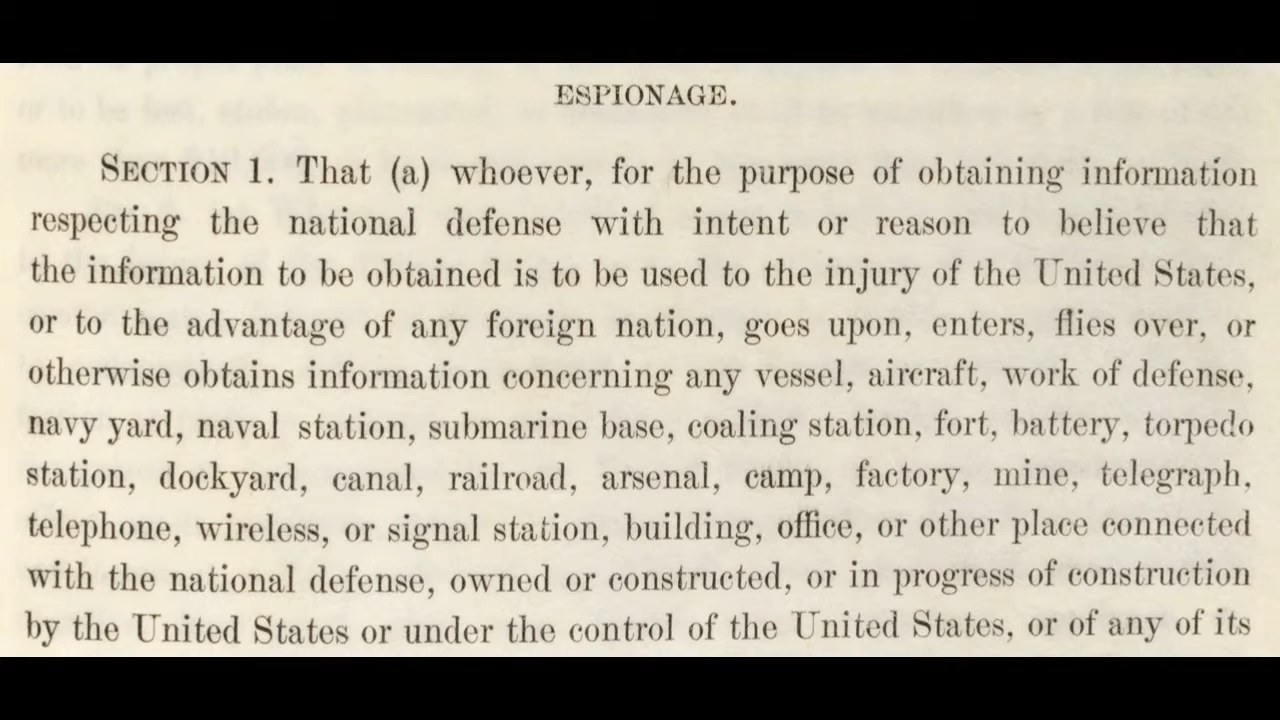 ESPIONAGE.
SECTION 1. That (a) whoever, for the purpose of obtaining information
respecting the national defense with intent or reason to believe that
the information to be obtained is to be used to the injury of the United States,
or to the advantage of any foreign nation, goes upon, enters, flies over, or
otherwise obtains information concerning any vessel, aircraft, work of defense,
navy yard, naval station, submarine base, coaling station, fort, battery, torpedo
station, dockyard, canal, railroad, arsenal, camp, factory, mine, telegraph,
telephone, wireless, or signal station, building, office, or other place connected
with the national defense, owned or constructed, or in progress of construction
by the United States or under the control of the United States, or of any of its